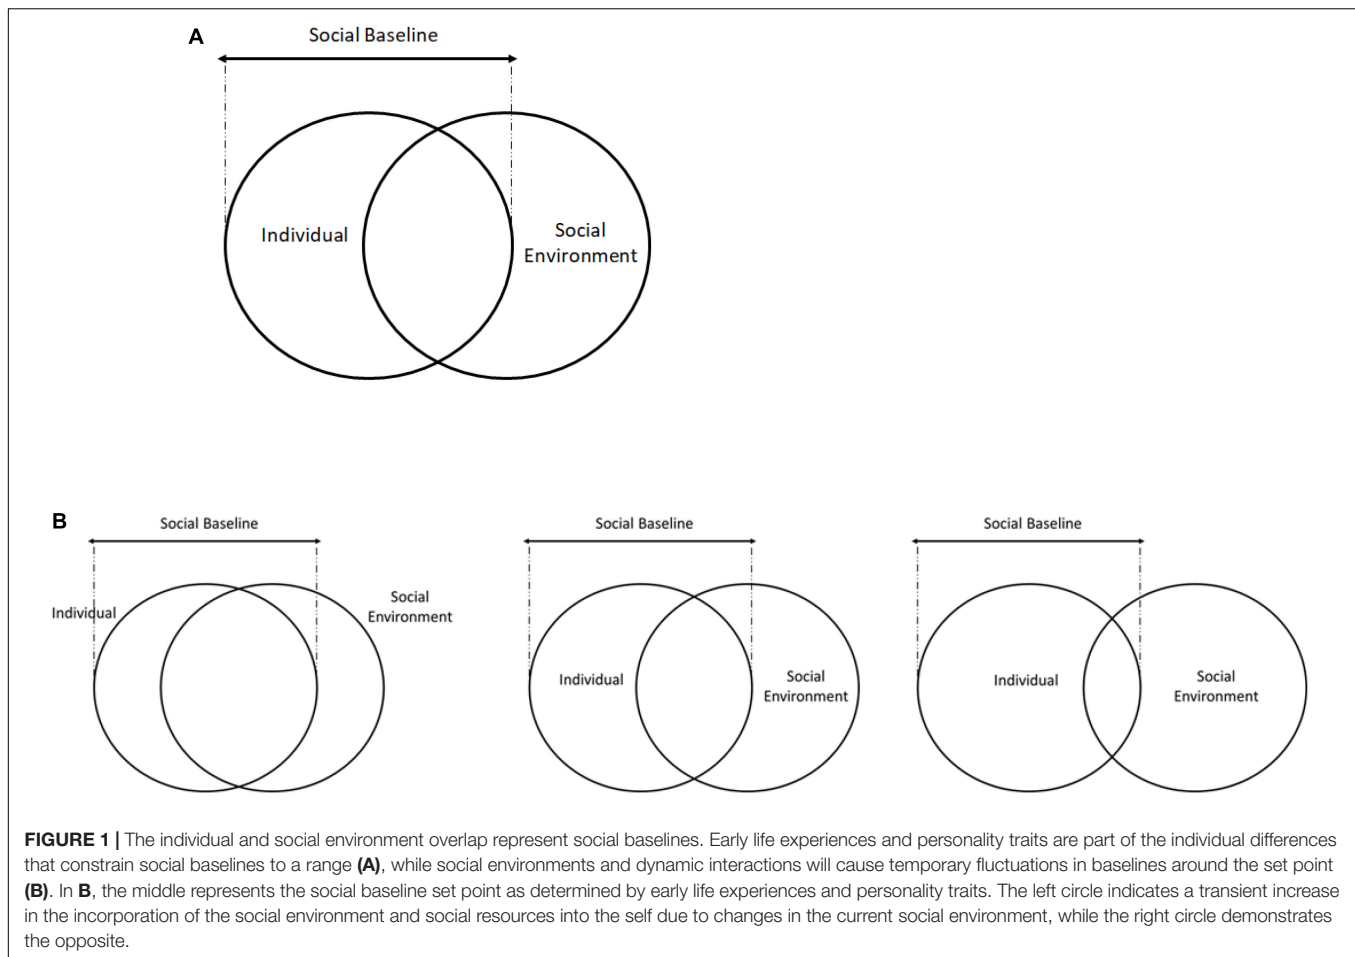 A
Social Baseline
Individual
Social
Environment
B
Social Baseline
Individual
Social
Environment
Social Baseline
Individual
Social
Environment
Social Baseline
Individual
Social
Environment
FIGURE 1 | The individual and social environment overlap represent social baselines. Early life experiences and personality traits are part of the individual differences
that constrain social baselines to a range (A), while social environments and dynamic interactions will cause temporary fluctuations in baselines around the set point
(B). In B, the middle represents the social baseline set point as determined by early life experiences and personality traits. The left circle indicates a transient increase
in the incorporation of the social environment and social resources into the self due to changes in the current social environment, while the right circle demonstrates
the opposite.